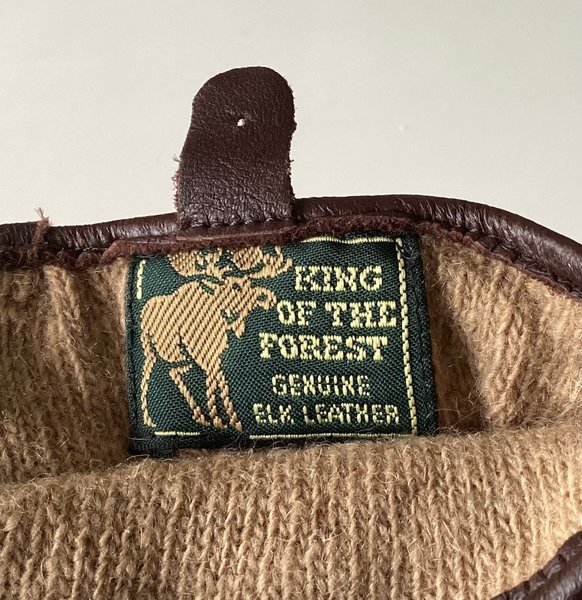 KING
OF THE
FOREST
GENUINE
ELK LEATHER